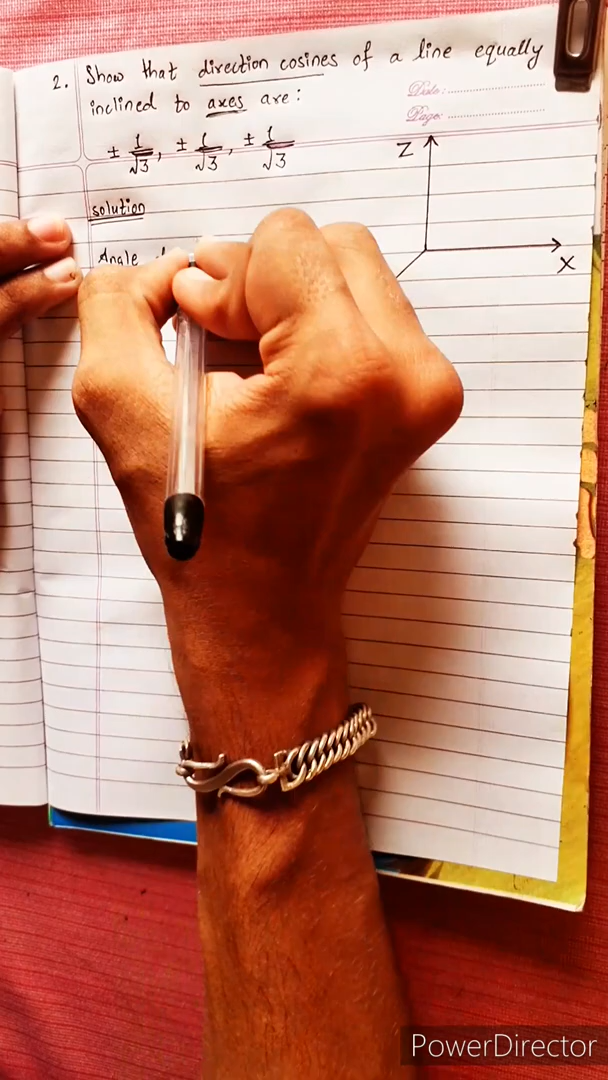 2. Show that direction cosines of a line equally
inclined to axes are:
Date:
Page:
± 1/√3, ± 1/√3, ± 1/√3
Z
X
solution
Angle
PowerDirector